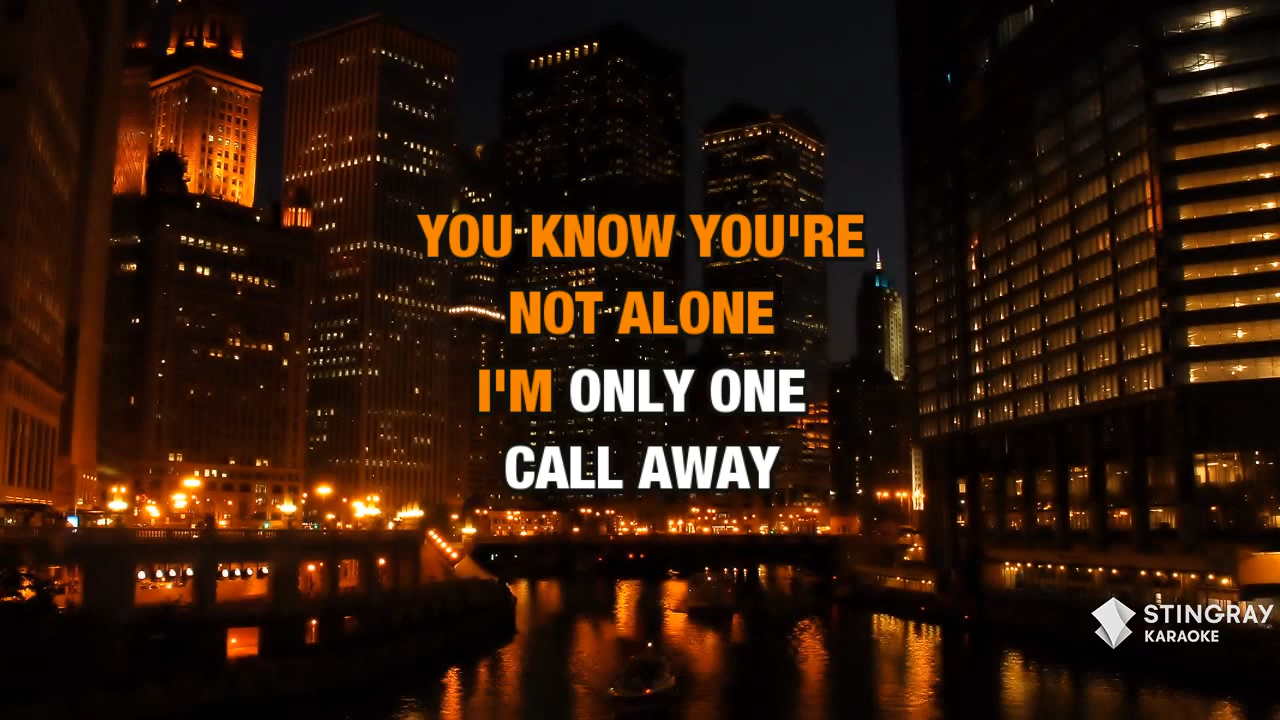 YOU KNOW YOU'RE
NOT ALONE
I'M ONLY ONE
CALL AWAY
STINGRAY
KARAOKE